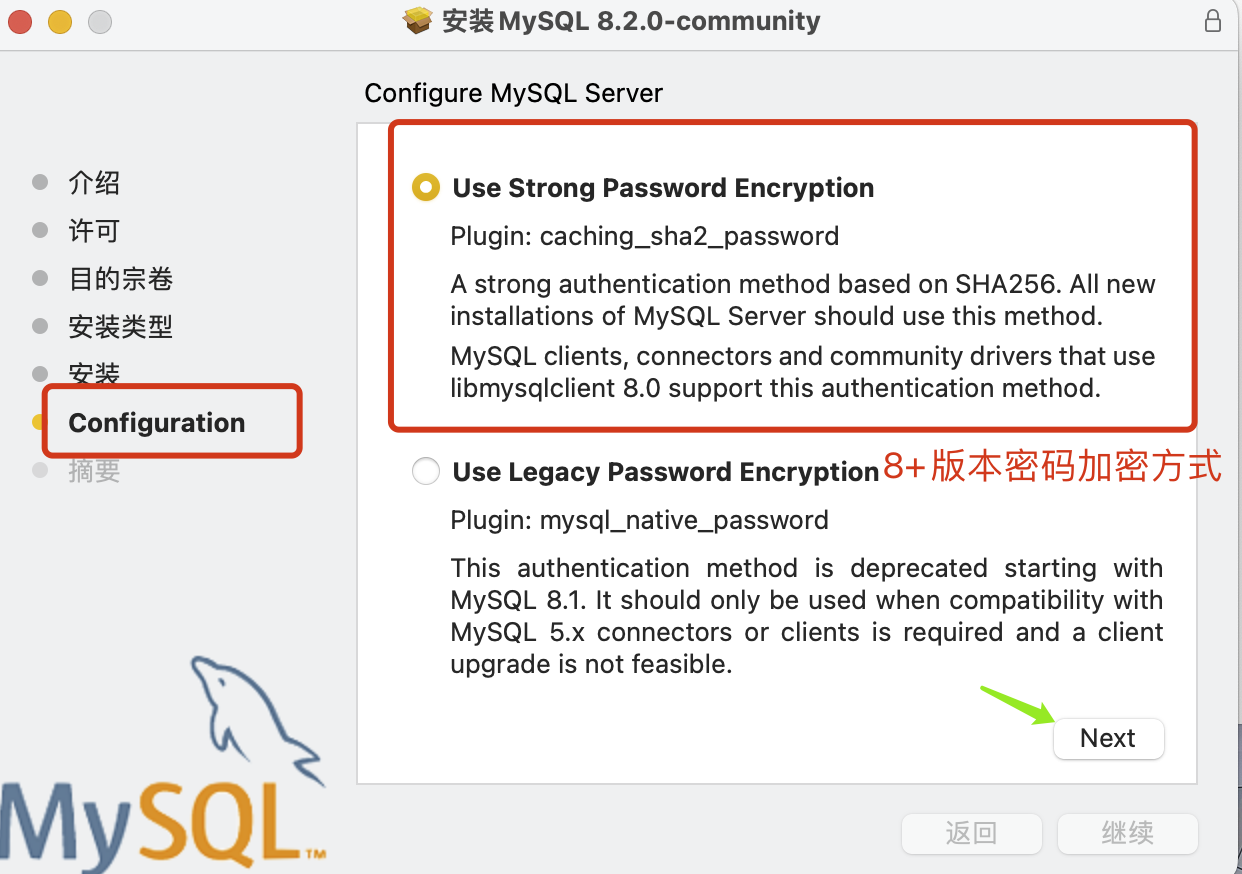 安装MySQL 8.2.0-community
Configure MySQL Server
介绍
许可
目的宗卷
安装类型
安装
Configuration
摘要
Use Strong Password Encryption
Plugin: caching_sha2_password
A strong authentication method based on SHA256. All new
installations of MySQL Server should use this method.
MySQL clients, connectors and community drivers that use
libmysqlclient 8.0 support this authentication method.
Use Legacy Password Encryption 8+版本密码加密方式
Plugin: mysql_native_password
This authentication method is deprecated starting with
MySQL 8.1. It should only be used when compatibility with
MySQL 5.x connectors or clients is required and a client
upgrade is not feasible.
Next
MySQL™
返回
继续